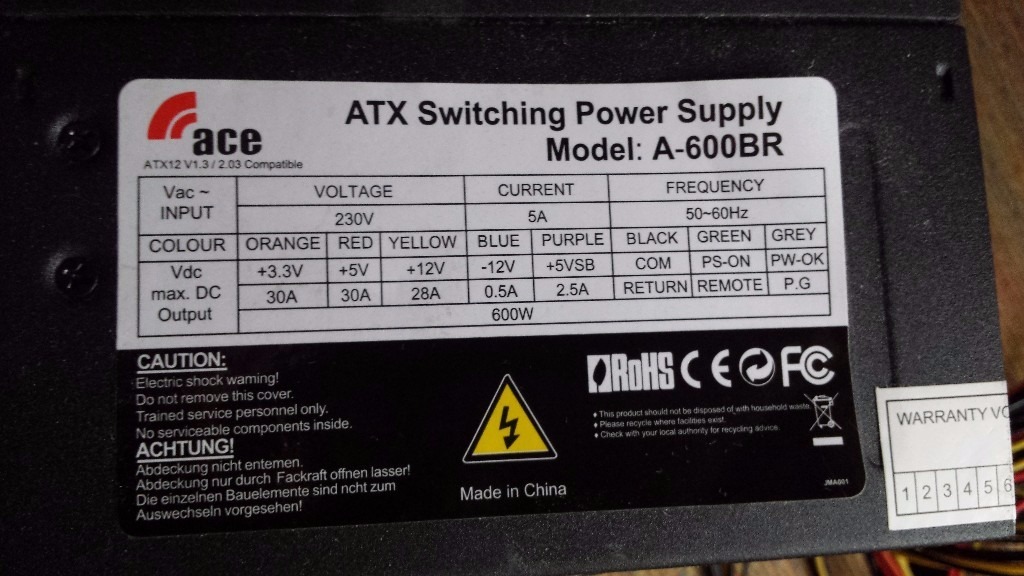 ace
ATX12 V1.3 / 2.03 Compatible
ATX Switching Power Supply
Model: A-600BR
Vac ~ INPUT VOLTAGE CURRENT FREQUENCY
230V 5A 50~60Hz
COLOUR ORANGE RED YELLOW BLUE PURPLE BLACK GREEN GREY
Vdc +3.3V +5V +12V -12V +5VSB COM PS-ON PW-OK
max. DC 30A 30A 28A 0.5A 2.5A RETURN REMOTE P.G
Output 600W
CAUTION:
Electric shock warning!
Do not remove this cover.
Trained service personnel only.
No serviceable components inside.
ACHTUNG!
Abdeckung nicht enternen.
Abdeckung nur durch Fackraft offnen lasser!
Die einzelnen Bauelemente sind ncht zum
Auswechseln vorgesehen!
Made in China
RoHS CE FC
This product should not be disposed of with household waste.
Please recycle where facilities exist.
Check with your local authority for recycling advice.
JMA001
WARRANTY VO
1 2 3 4 5 6